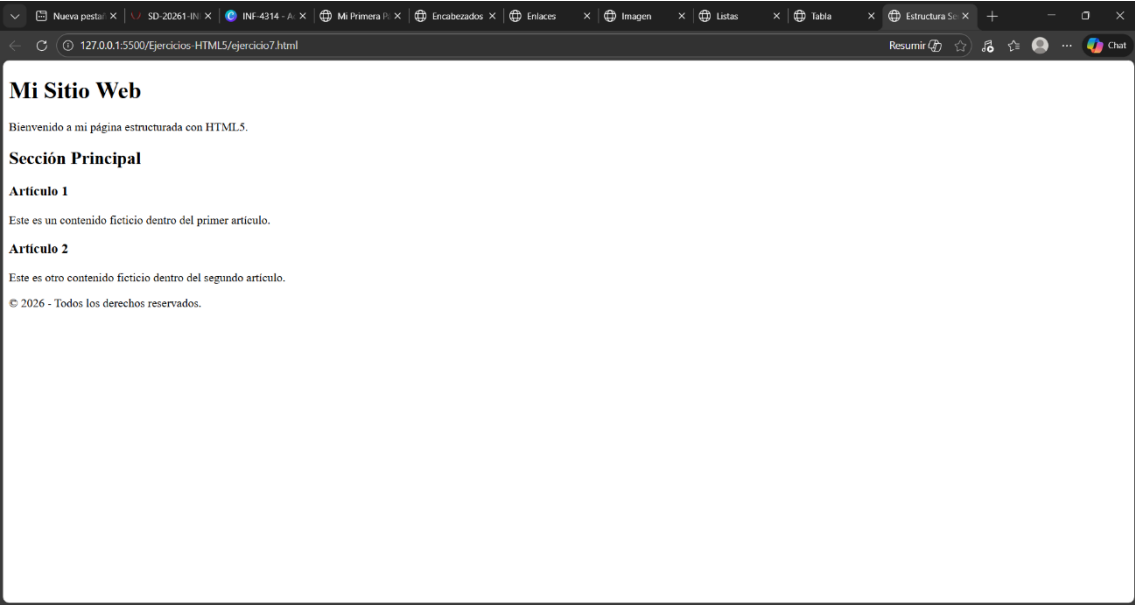 Nueva pestañ
SD-20261-IN
INF-4314 - A
Mi Primera P
Encabezados
Enlaces
Imagen
Listas
Tabla
Estructura Se
127.0.0.1:5500/Ejercicios-HTML5/ejercicio7.html
Resumir
Chat
Mi Sitio Web
Bienvenido a mi página estructurada con HTML5.
Sección Principal
Artículo 1
Este es un contenido ficticio dentro del primer artículo.
Artículo 2
Este es otro contenido ficticio dentro del segundo artículo.
© 2026 - Todos los derechos reservados.